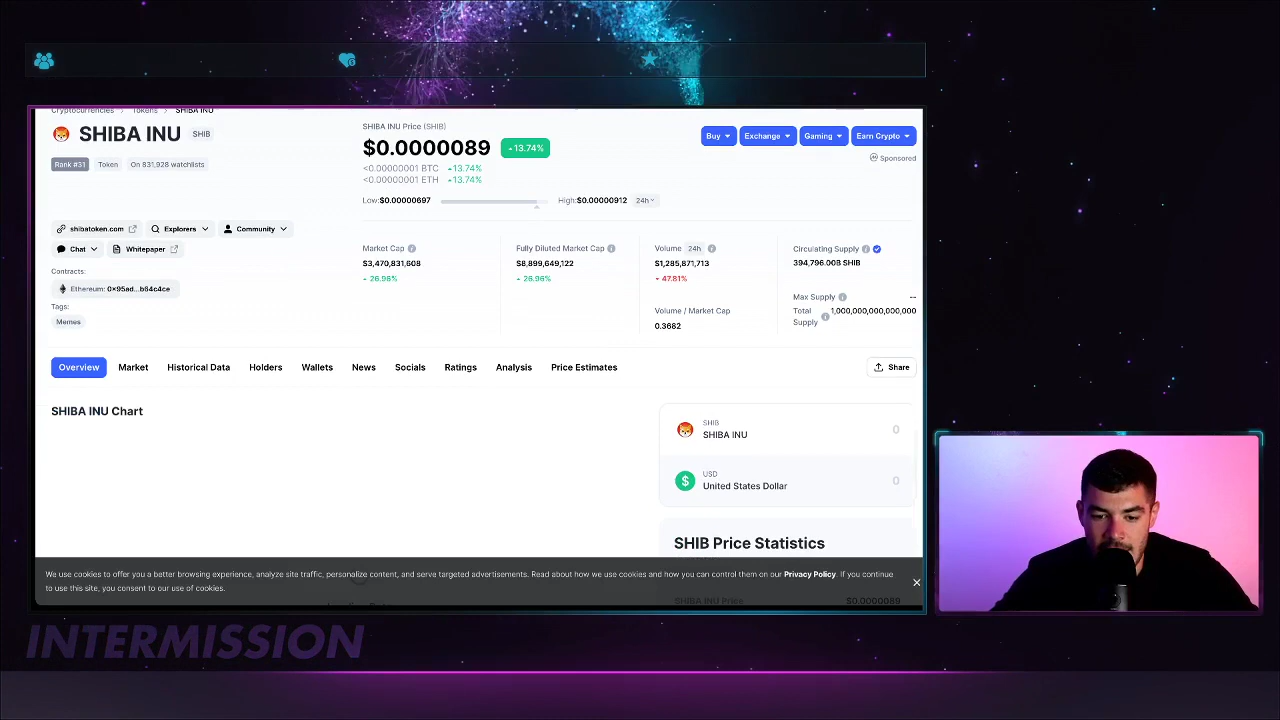 Cryptocurrencies > Tokens > SHIBA INU
SHIBA INU SHIB
Rank #31 Token On 831,928 watchlists
SHIBA INU Price (SHIB)
$0.0000089 13.74%
<0.00000001 BTC 13.74%
<0.00000001 ETH 13.74%
Low:$0.00000697 High:$0.00000912 24h
Buy Exchange Gaming Earn Crypto
Sponsored
shibatoken.com Explorers Community
Chat Whitepaper
Contracts:
Ethereum: 0x95ad...b64c4ce
Tags:
Memes
Market Cap
$3,470,831,608
26.96%
Fully Diluted Market Cap
$8,899,649,122
26.96%
Volume 24h
$1,285,871,713
47.81%
Volume / Market Cap
0.3682
Circulating Supply
394,796.00B SHIB
Max Supply --
Total Supply 1,000,000,000,000,000
Overview Market Historical Data Holders Wallets News Socials Ratings Analysis Price Estimates Share
SHIBA INU Chart
SHIB
SHIBA INU 0
USD
United States Dollar 0
SHIB Price Statistics
SHIBA INU Price $0.0000089
We use cookies to offer you a better browsing experience, analyze site traffic, personalize content, and serve targeted advertisements. Read about how we use cookies and how you can control them on our Privacy Policy. If you continue
to use this site, you consent to our use of cookies.
INTERMISSION